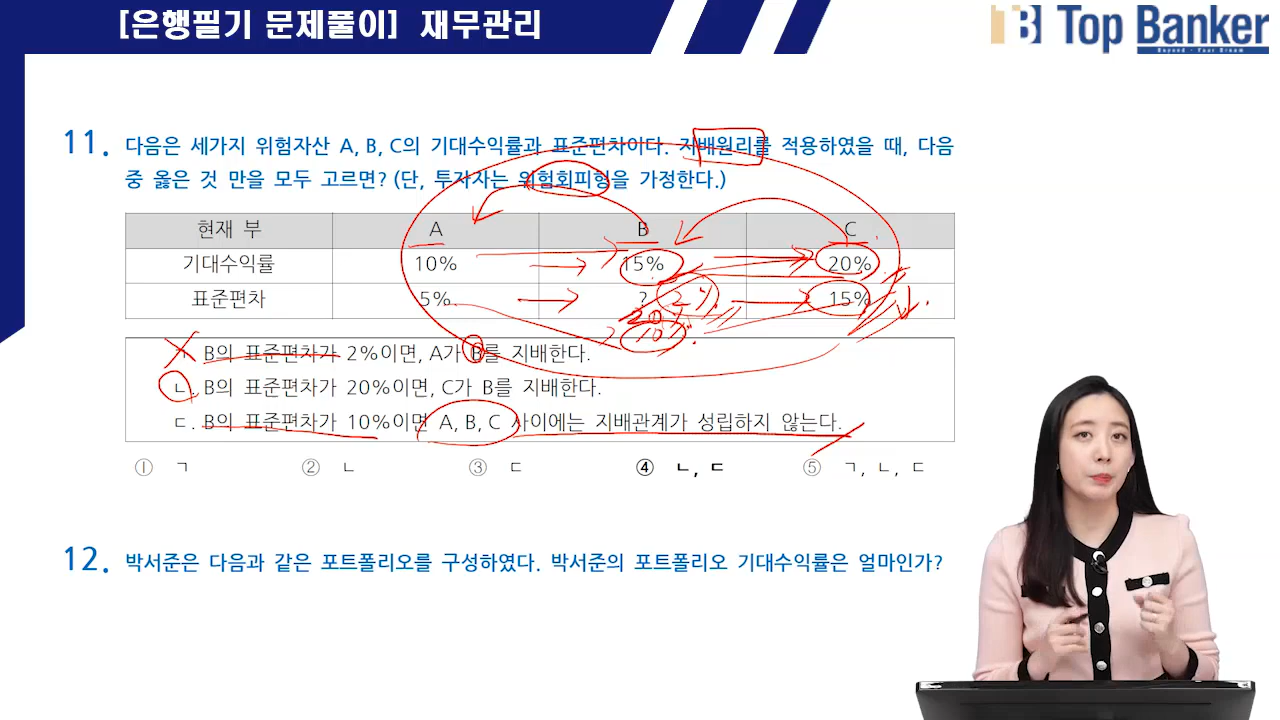 [은행필기 문제풀이] 재무관리
B Top Banker
Beyond · Your Dream
11. 다음은 세가지 위험자산 A, B, C의 기대수익률과 표준편차이다. 지배원리를 적용하였을 때, 다음
중 옳은 것 만을 모두 고르면? (단, 투자자는 위험회피형을 가정한다.)
현재 부 A B C
기대수익률 10% 15% 20%
표준편차 5% ? 15%
2%
20%
10%
B의 표준편차가 2%이면, A가 B를 지배한다.
ㄴ. B의 표준편차가 20%이면, C가 B를 지배한다.
ㄷ. B의 표준편차가 10%이면 A, B, C 사이에는 지배관계가 성립하지 않는다.
① ㄱ ② ㄴ ③ ㄷ ④ ㄴ, ㄷ ⑤ ㄱ, ㄴ, ㄷ
12. 박서준은 다음과 같은 포트폴리오를 구성하였다. 박서준의 포트폴리오 기대수익률은 얼마인가?